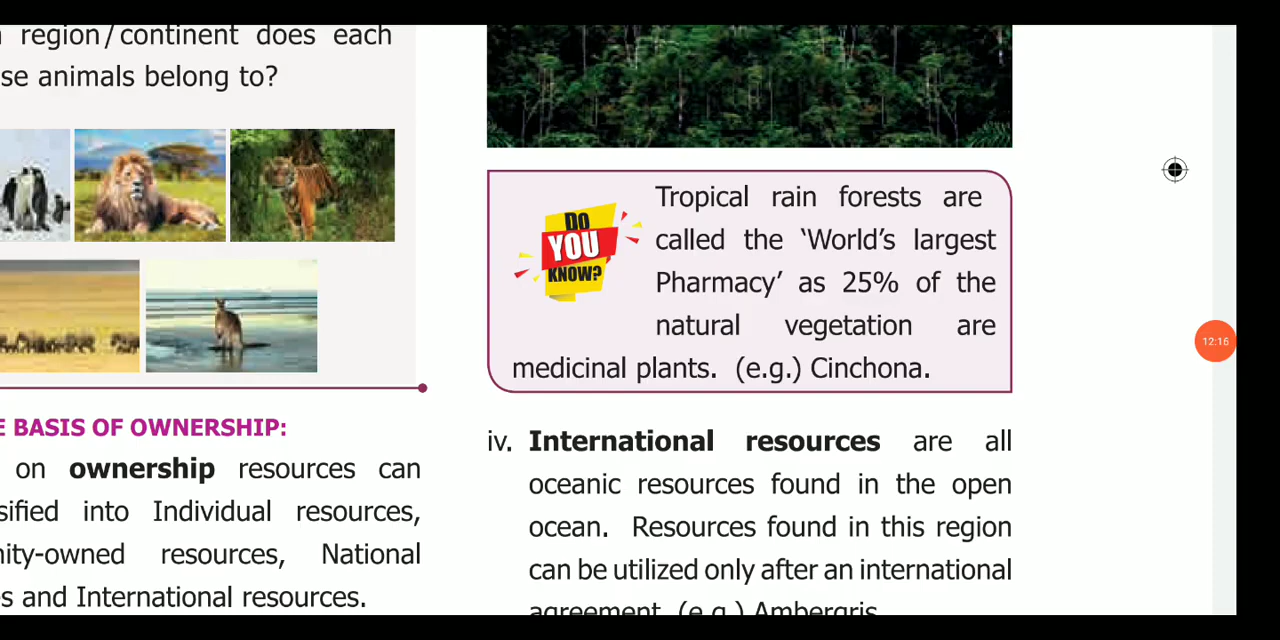 region / continent does each
se animals belong to?
E BASIS OF OWNERSHIP:
on ownership resources can
sified into Individual resources,
nity-owned resources, National
s and International resources.
DO
YOU
KNOW?
Tropical rain forests are
called the ‘World’s largest
Pharmacy’ as 25% of the
natural vegetation are
medicinal plants. (e.g.) Cinchona.
iv. International resources are all
oceanic resources found in the open
ocean. Resources found in this region
can be utilized only after an international
agreement. (e.g.) Ambergris
12:16